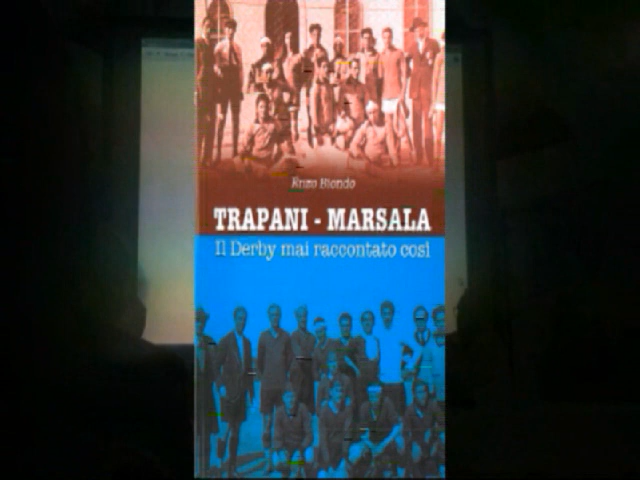 Enzo Biondo
TRAPANI - MARSALA
Il Derby mai raccontato così